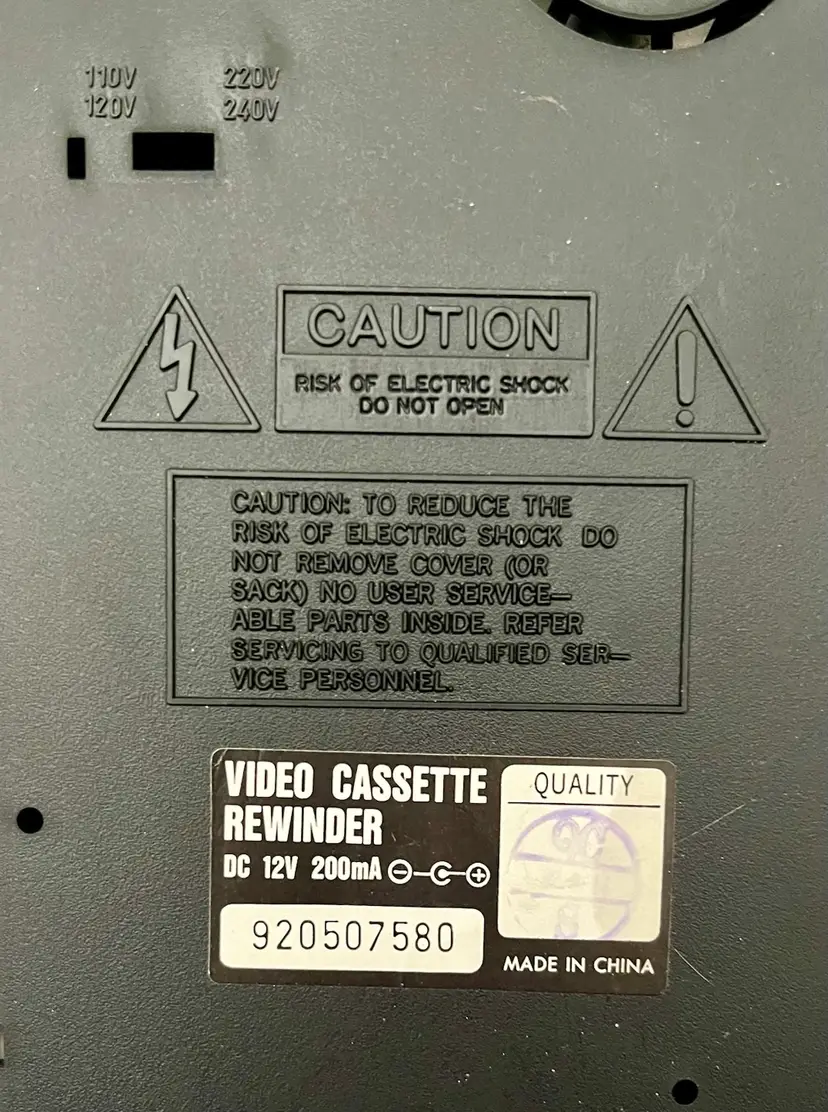 110V 220V
120V 240V
CAUTION
RISK OF ELECTRIC SHOCK
DO NOT OPEN
CAUTION: TO REDUCE THE
RISK OF ELECTRIC SHOCK DO
NOT REMOVE COVER (OR
SACK) NO USER SERVICE-
ABLE PARTS INSIDE. REFER
SERVICING TO QUALIFIED SER-
VICE PERSONNEL.
VIDEO CASSETTE
REWINDER
DC 12V 200mA
920507580
QUALITY
MADE IN CHINA